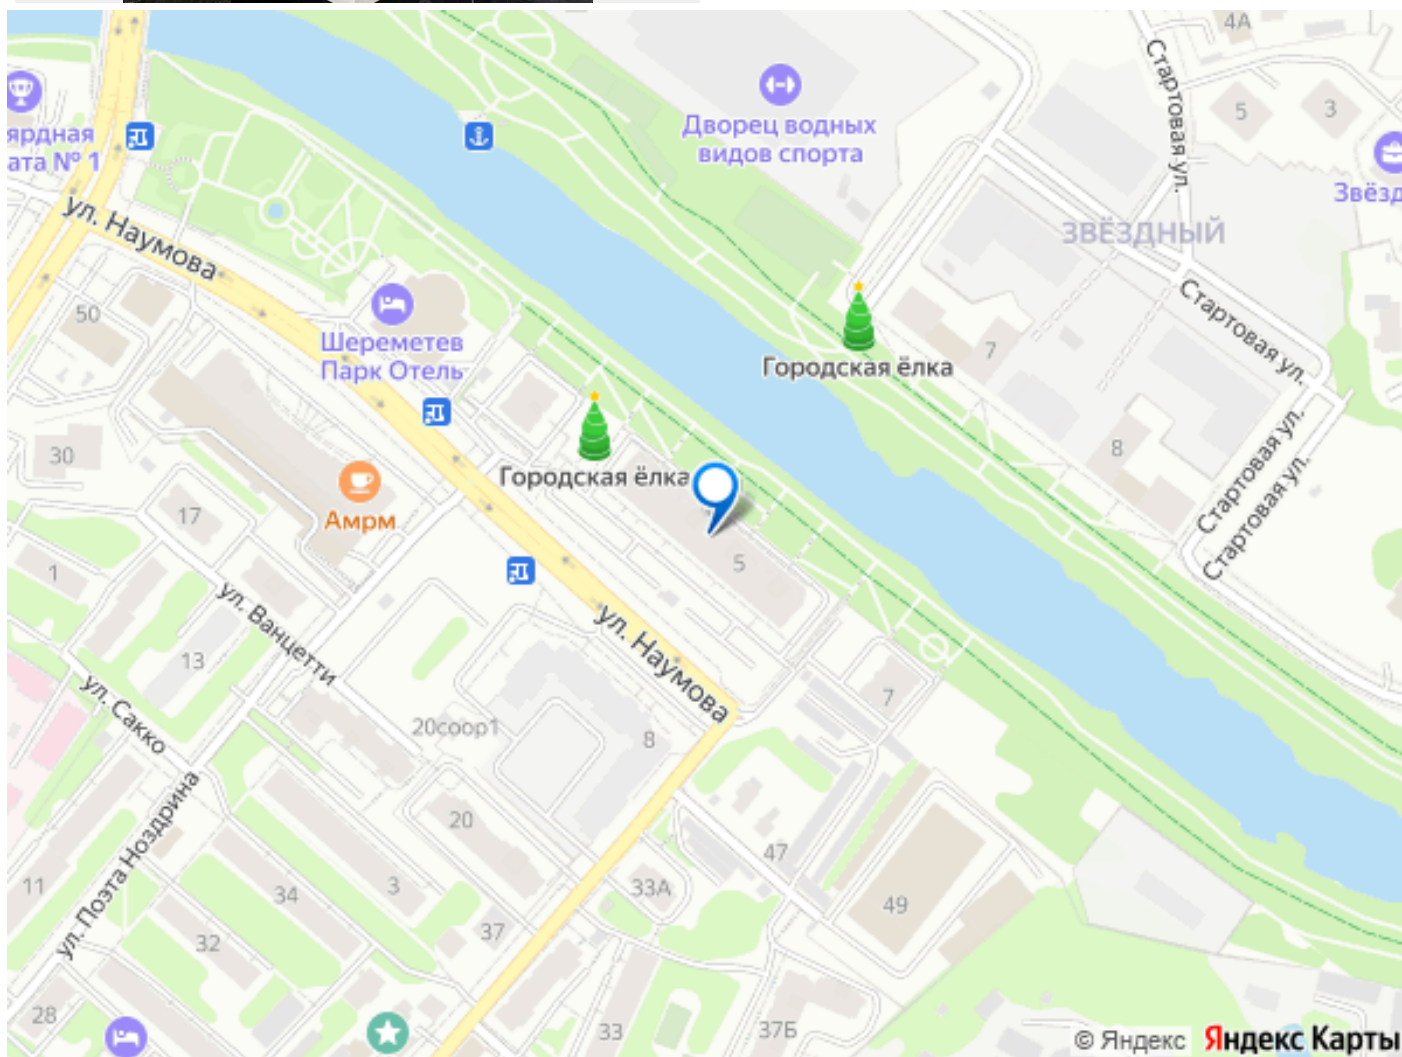 4А
Стартовая ул.
5
3
Дворец водных
видов спорта
ярдная
ата № 1
Звёзд
ул. Наумова
ЗВЁЗДНЫЙ
50
Стартовая ул.
Шереметев
Парк Отель
7
Городская ёлка
30
8
Городская ёлка
Стартовая ул.
Стартовая ул.
17
Амрм
5
1
ул. Ванцетти
ул. Наумова
13
7
ул. Сакко
20соор1
8
20
47
ул. Поэта Ноздрина
11
34
3
33А
49
32
37
28
33
37Б
© Яндекс Яндекс Карты